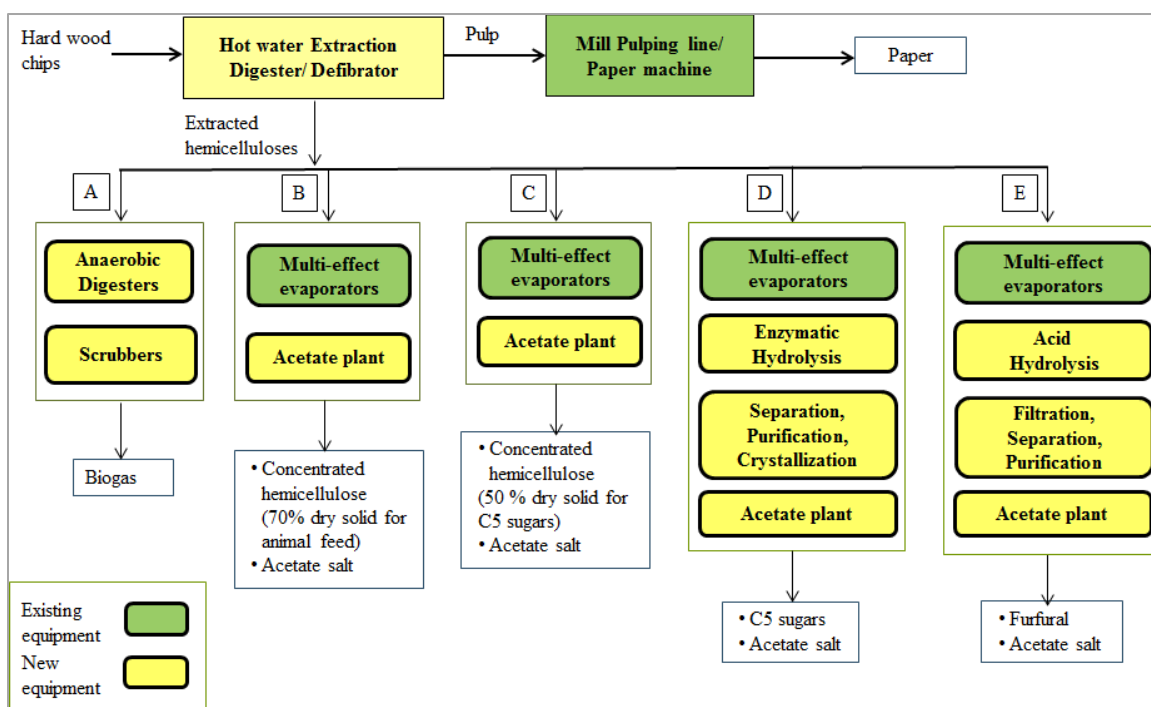 Hard wood
chips
Hot water Extraction
Digester/ Defibrator
Pulp
Mill Pulping line/
Paper machine
Paper
Extracted
hemicelluloses
A
B
C
D
E
Anaerobic
Digesters
Scrubbers
Biogas
Multi-effect
evaporators
Acetate plant
• Concentrated
hemicellulose
(70% dry solid for
animal feed)
• Acetate salt
Multi-effect
evaporators
Acetate plant
• Concentrated
hemicellulose
(50 % dry solid for
C5 sugars)
• Acetate salt
Multi-effect
evaporators
Enzymatic
Hydrolysis
Separation,
Purification,
Crystallization
Acetate plant
• C5 sugars
• Acetate salt
Multi-effect
evaporators
Acid
Hydrolysis
Filtration,
Separation,
Purification
Acetate plant
• Furfural
• Acetate salt
Existing
equipment
New
equipment